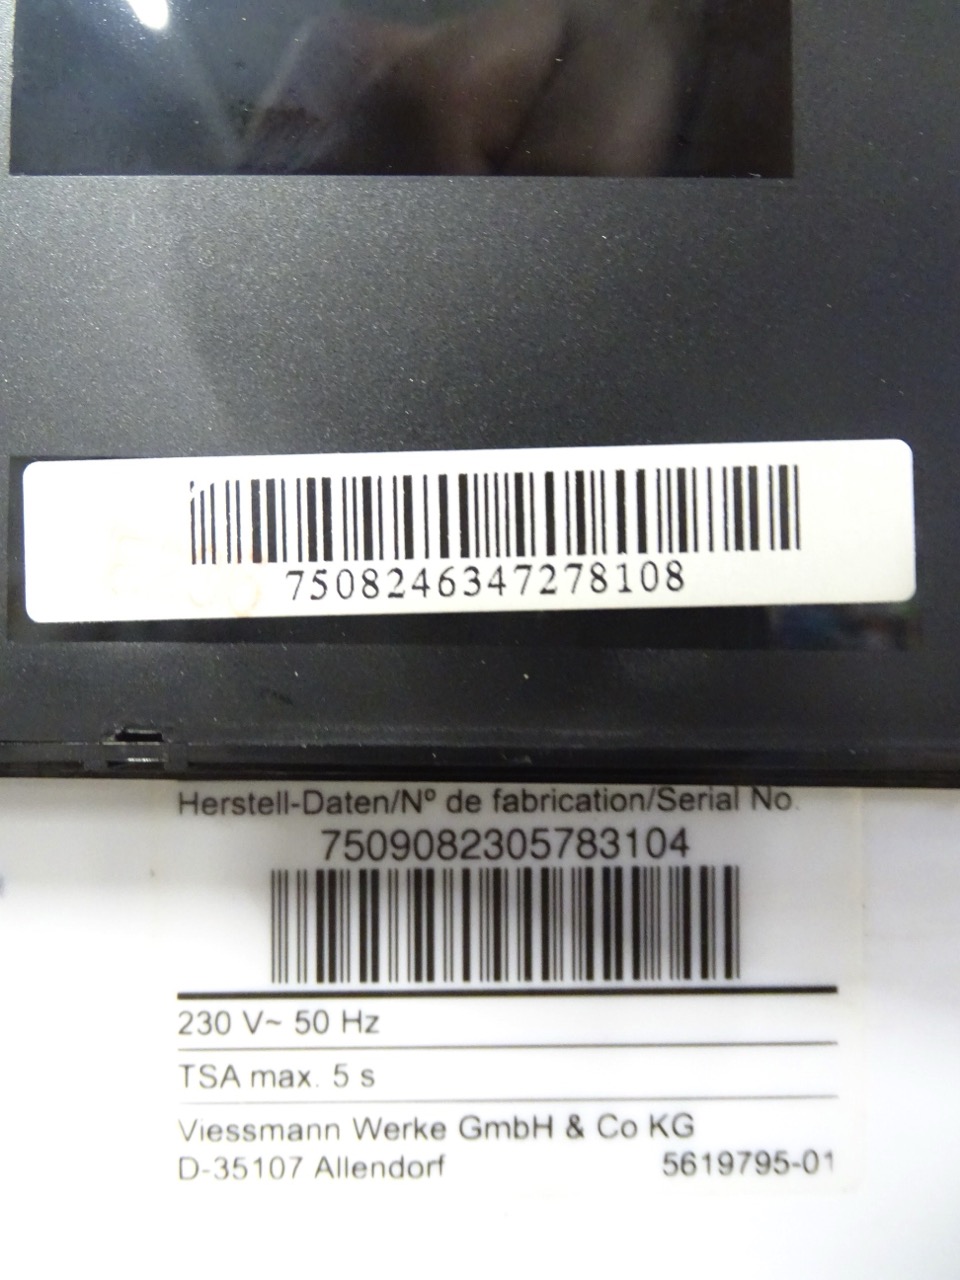 7508246347278108
Herstell-Daten/Nº de fabrication/Serial No.
7509082305783104
230 V~ 50 Hz
TSA max. 5 s
Viessmann Werke GmbH & Co KG
D-35107 Allendorf 5619795-01